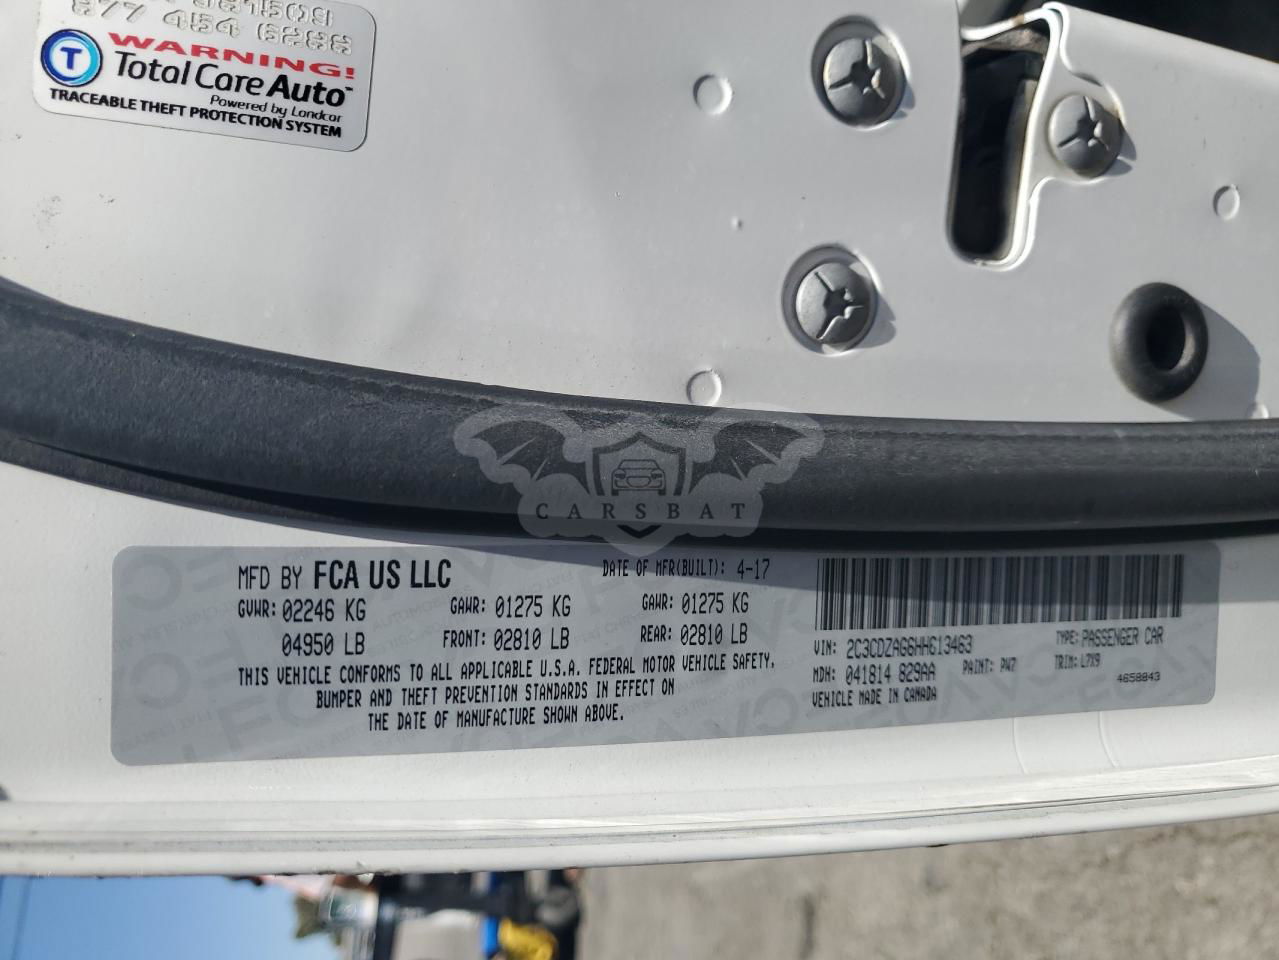 877 454 6288
WARNING!
T Total Care Auto™
Powered by Landcar
TRACEABLE THEFT PROTECTION SYSTEM
CARSBAT
MFD BY FCA US LLC DATE OF MFR(BUILT): 4-17
GVWR: 02246 KG GAWR: 01275 KG GAWR: 01275 KG
04950 LB FRONT: 02810 LB REAR: 02810 LB
THIS VEHICLE CONFORMS TO ALL APPLICABLE U.S.A. FEDERAL MOTOR VEHICLE SAFETY,
BUMPER AND THEFT PREVENTION STANDARDS IN EFFECT ON
THE DATE OF MANUFACTURE SHOWN ABOVE.
VIN: 2C3CDZAG6HH613463 TYPE: PASSENGER CAR
MDH: 041814 829AA PAINT: PW7 TRIM: L7X9
VEHICLE MADE IN CANADA 4658843